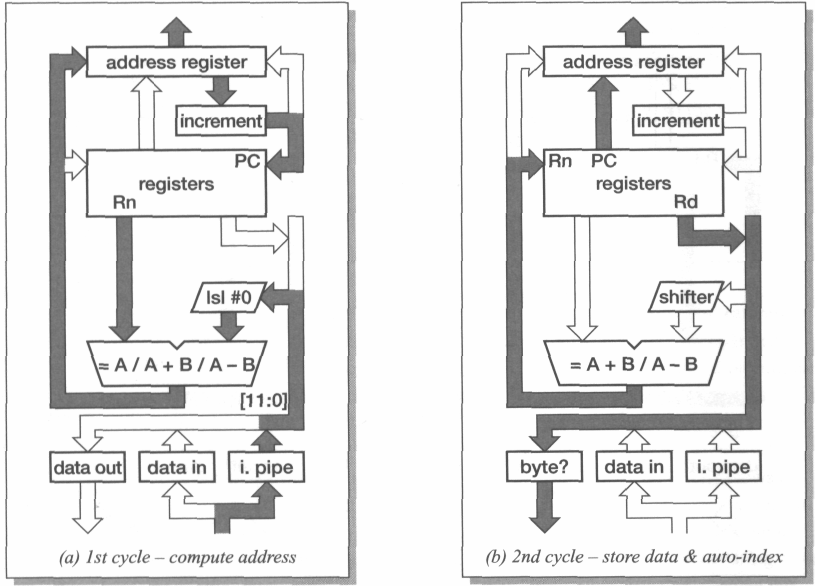 address register
increment
PC
registers
Rn
lsl #0
= A / A + B / A – B
[11:0]
data out
data in
i. pipe
(a) 1st cycle – compute address
address register
increment
Rn PC
registers
Rd
shifter
= A + B / A – B
byte?
data in
i. pipe
(b) 2nd cycle – store data & auto-index